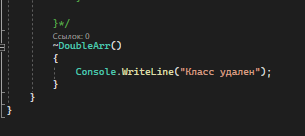 }*/
Ссылок: 0
~DoubleArr()
{
Console.WriteLine("Класс удален");
}
}
}